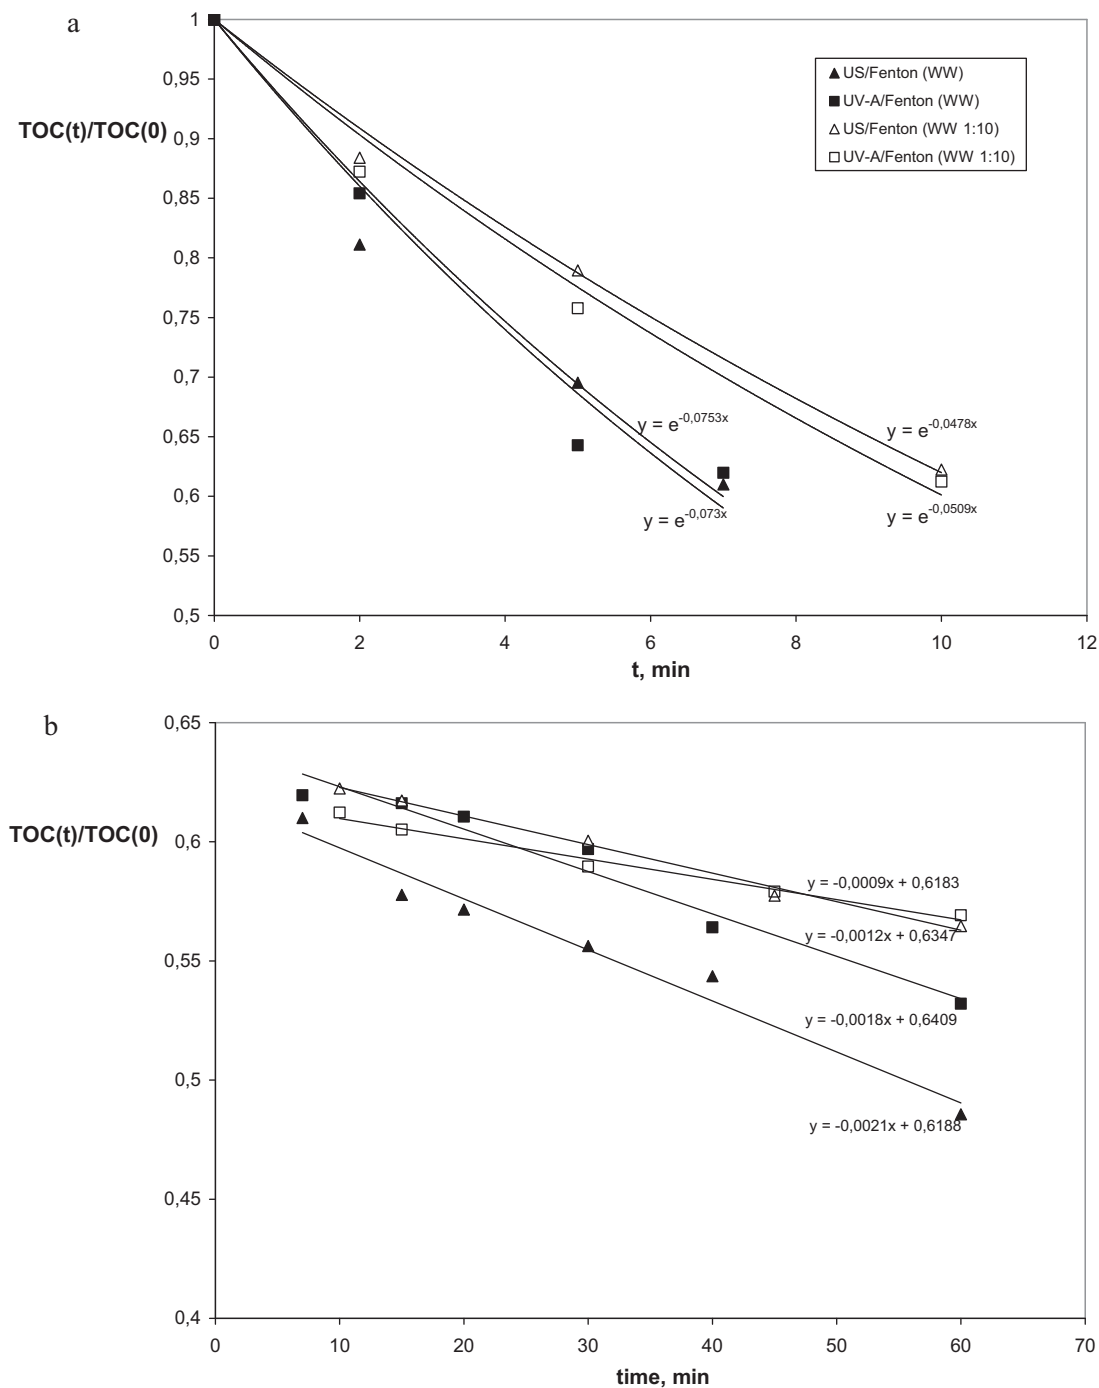 a
1
0,95
0,9
0,85
0,8
0,75
0,7
0,65
0,6
0,55
0,5
TOC(t)/TOC(0)
US/Fenton (WW)
UV-A/Fenton (WW)
US/Fenton (WW 1:10)
UV-A/Fenton (WW 1:10)
y = e^-0,0753x
y = e^-0,0478x
y = e^-0,073x
y = e^-0,0509x
0 2 4 6 8 10 12
t, min
b
0,65
0,6
0,55
0,5
0,45
0,4
TOC(t)/TOC(0)
y = -0,0009x + 0,6183
y = -0,0012x + 0,6347
y = -0,0018x + 0,6409
y = -0,0021x + 0,6188
0 10 20 30 40 50 60 70
time, min